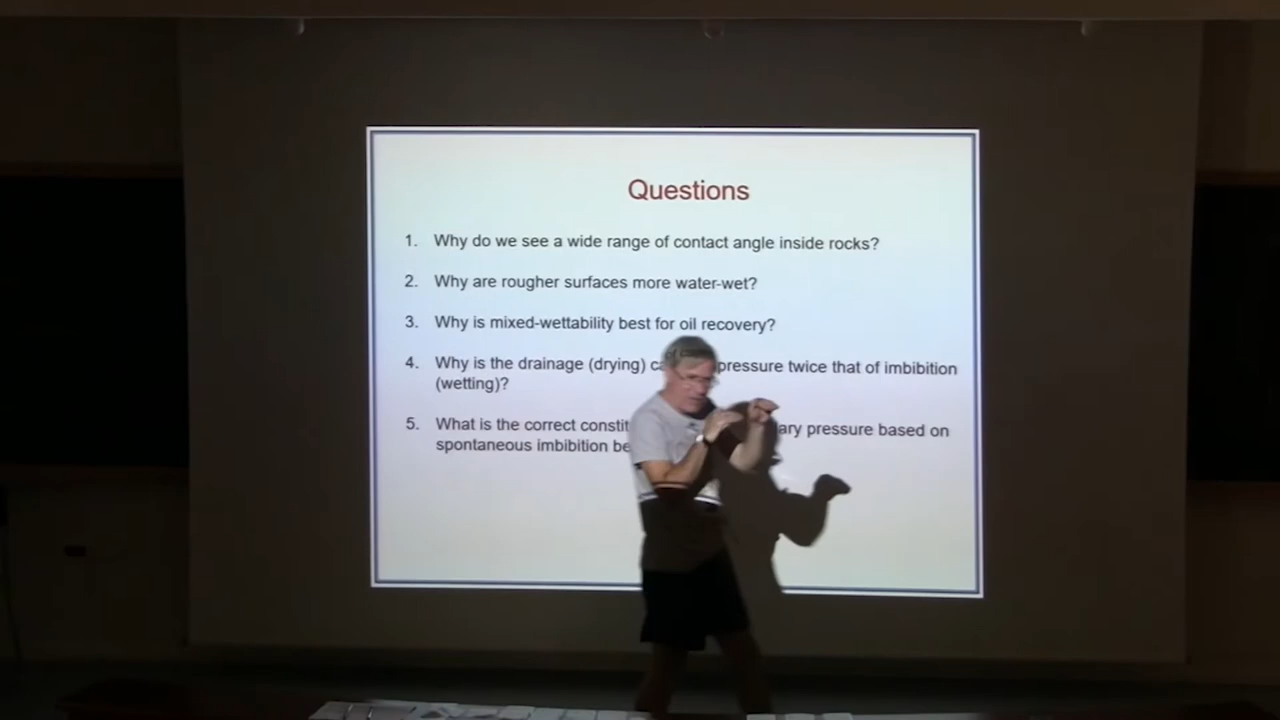 Questions
1. Why do we see a wide range of contact angle inside rocks?
2. Why are rougher surfaces more water-wet?
3. Why is mixed-wettability best for oil recovery?
4. Why is the drainage (drying) ca pressure twice that of imbibition
(wetting)?
5. What is the correct constit ary pressure based on
spontaneous imbibition be